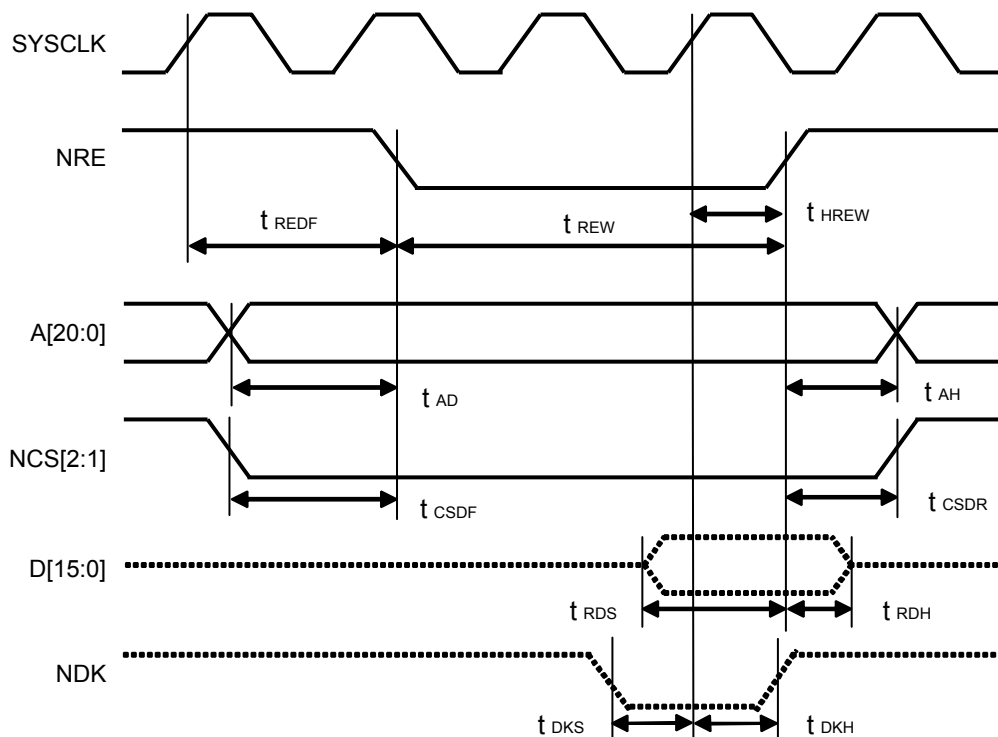 SYSCLK
NRE
t REDF
t REW
t HREW
A[20:0]
t AD
t AH
NCS[2:1]
t CSDF
t CSDR
D[15:0]
t RDS
t RDH
NDK
t DKS
t DKH